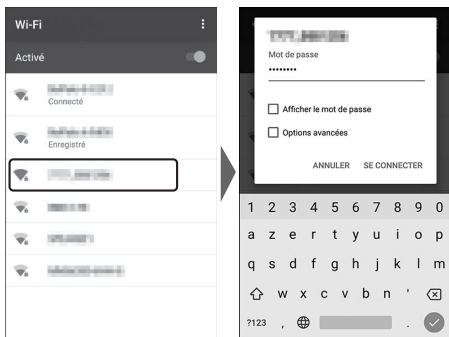 Wi-Fi
Activé
Connecté
Enregistré
Mot de passe
••••••••
Afficher le mot de passe
Options avancées
ANNULER SE CONNECTER
1 2 3 4 5 6 7 8 9 0
a z e r t y u i o p
q s d f g h j k l m
w x c v b n '
?123 , .